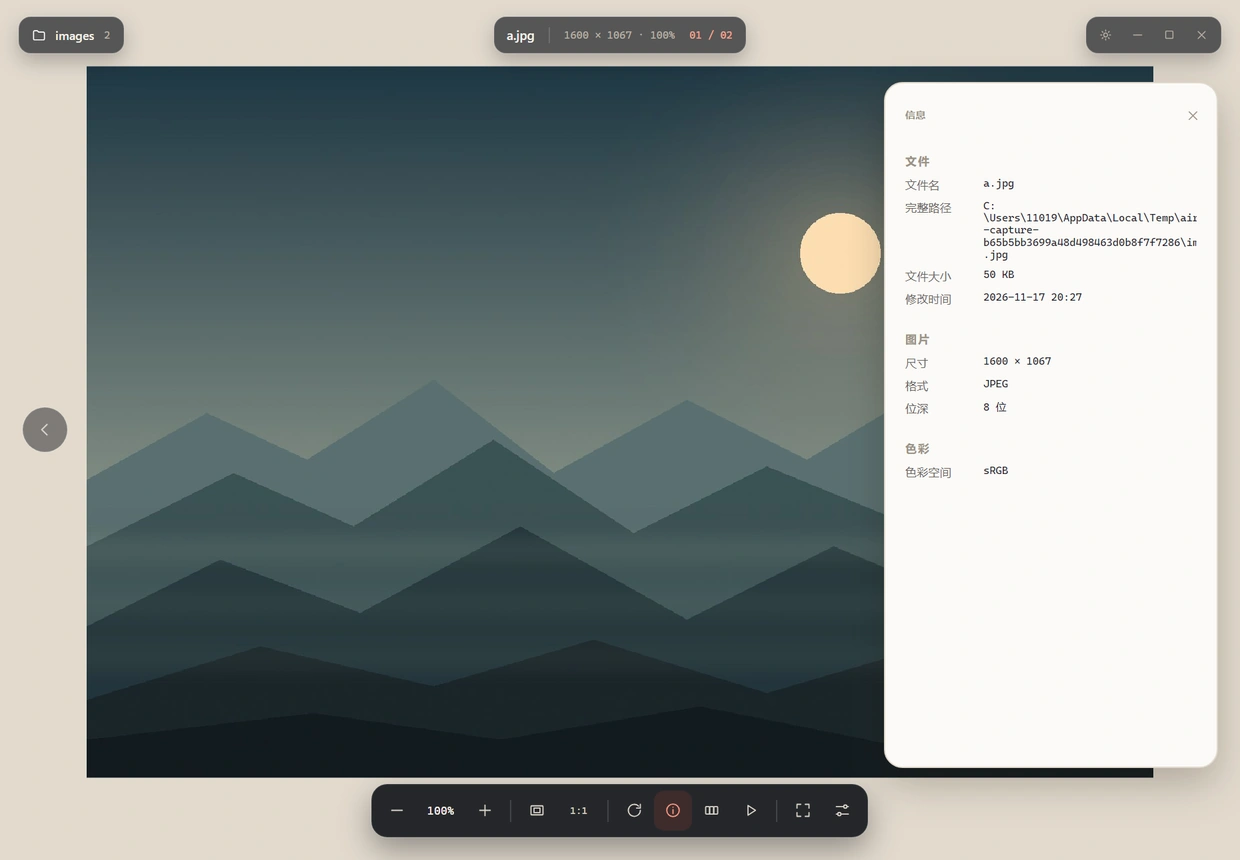 images 2
a.jpg 1600 × 1067 · 100% 01 / 02
信息
文件
文件名 a.jpg
完整路径 C:
\Users\11019\AppData\Local\Temp\air
-capture-
b65b5bb3699a48d498463d0b8f7f7286\im
.jpg
文件大小 50 KB
修改时间 2026-11-17 20:27
图片
尺寸 1600 × 1067
格式 JPEG
位深 8 位
色彩
色彩空间 sRGB
100% 1:1